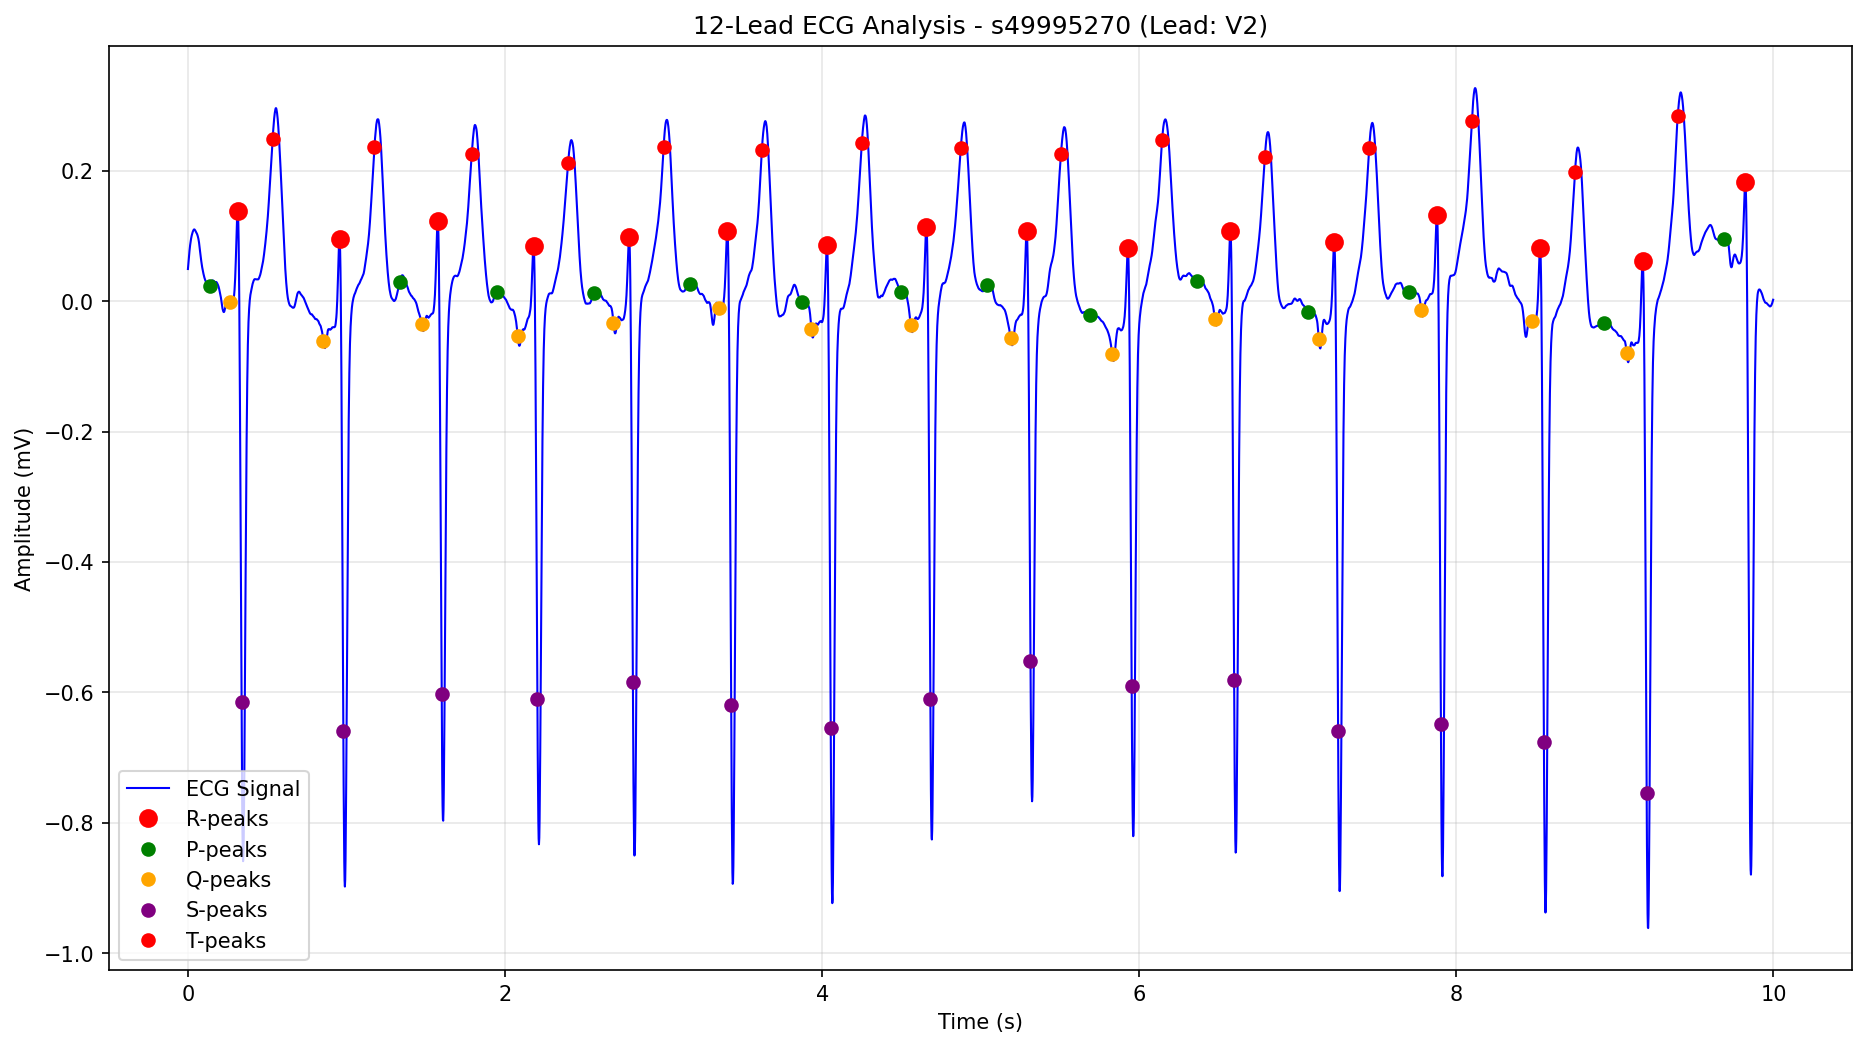 12-Lead ECG Analysis - s49995270 (Lead: V2)
Amplitude (mV)
0.2
0.0
−0.2
−0.4
−0.6
−0.8
−1.0
ECG Signal
R-peaks
P-peaks
Q-peaks
S-peaks
T-peaks
0 2 4 6 8 10
Time (s)